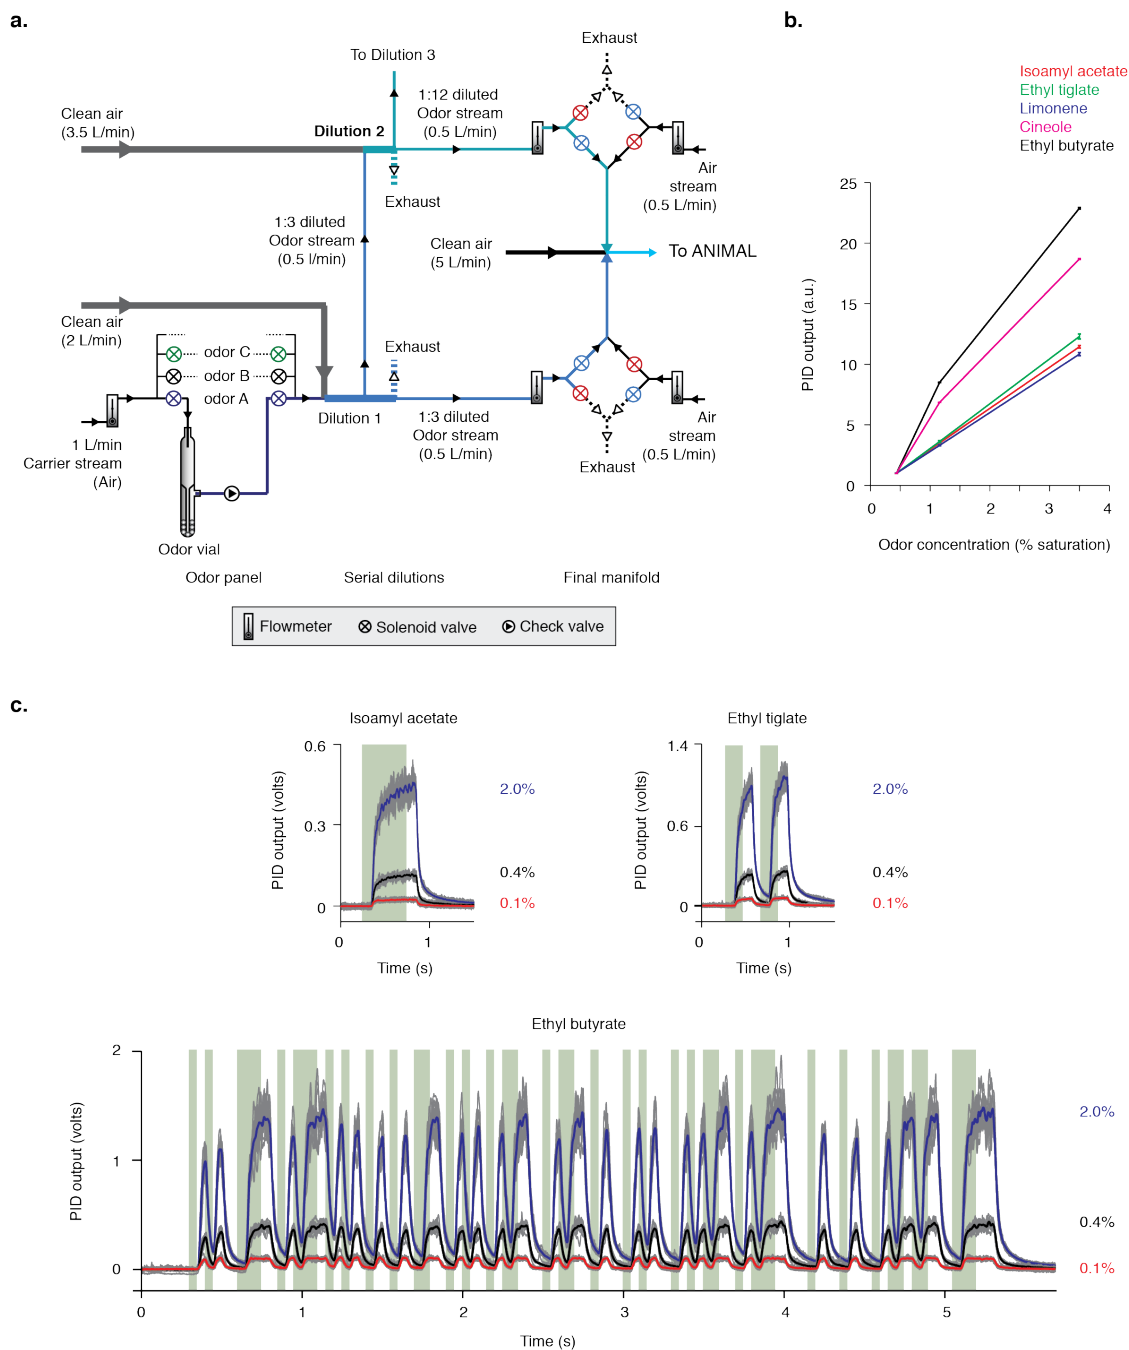 a.
To Dilution 3
Exhaust
Clean air
(3.5 L/min)
Dilution 2
1:12 diluted
Odor stream
(0.5 L/min)
Exhaust
Air
stream
(0.5 L/min)
1:3 diluted
Odor stream
(0.5 l/min)
Clean air
(5 L/min)
To ANIMAL
Clean air
(2 L/min)
odor C
odor B
odor A
Exhaust
Dilution 1
1:3 diluted
Odor stream
(0.5 L/min)
Air
stream
(0.5 L/min)
Exhaust
1 L/min
Carrier stream
(Air)
Odor vial
Odor panel
Serial dilutions
Final manifold
Flowmeter
Solenoid valve
Check valve
b.
Isoamyl acetate
Ethyl tiglate
Limonene
Cineole
Ethyl butyrate
PID output (a.u.)
25
20
15
10
5
0
0 1 2 3 4
Odor concentration (% saturation)
c.
Isoamyl acetate
PID output (volts)
0.6
0.3
0
2.0%
0.4%
0.1%
0 1
Time (s)
Ethyl tiglate
PID output (volts)
1.4
0.6
0
2.0%
0.4%
0.1%
0 1
Time (s)
Ethyl butyrate
PID output (volts)
2
1
0
2.0%
0.4%
0.1%
0 1 2 3 4 5
Time (s)